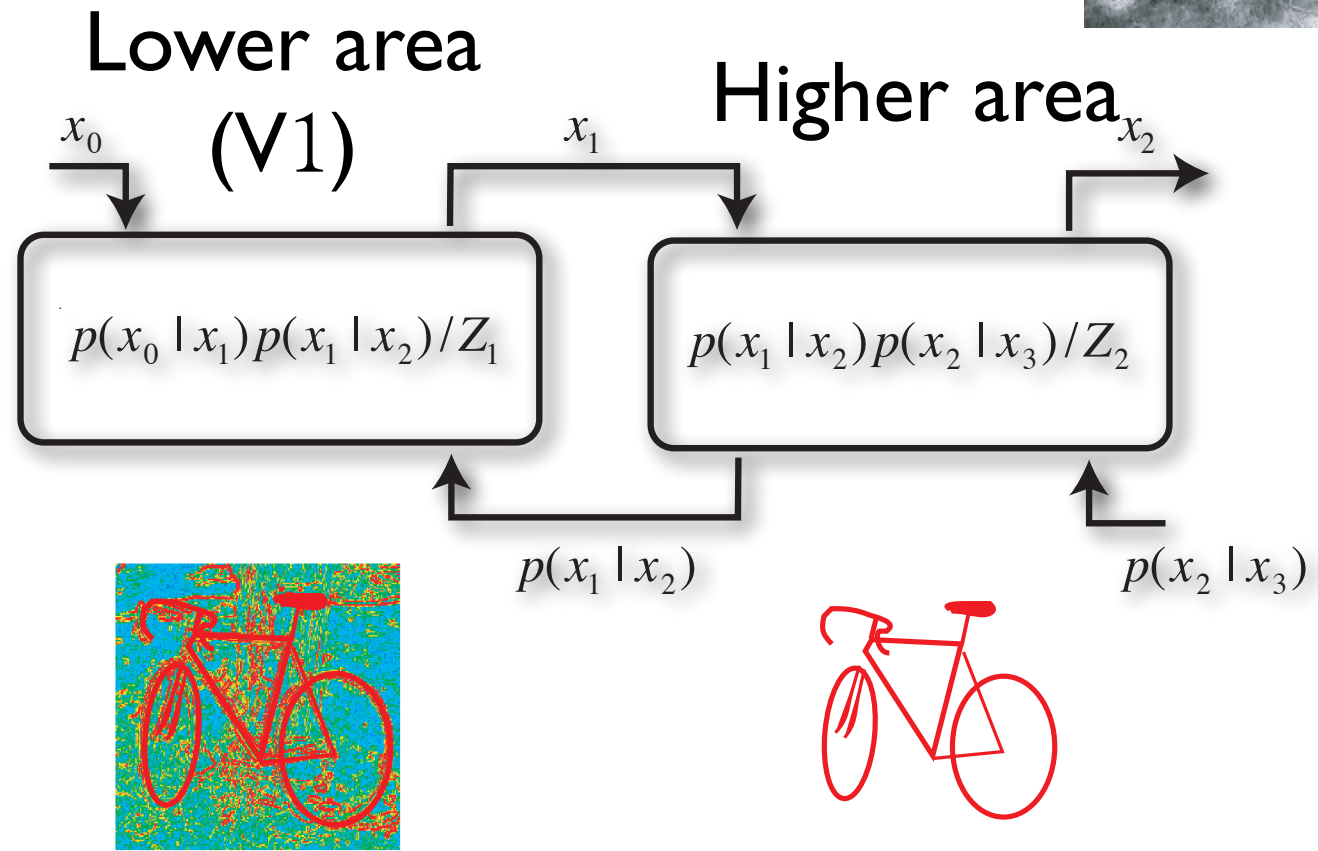 Lower area
(V1)
Higher area
x₀
x₁
x₂
p(x₀ | x₁)p(x₁ | x₂)/Z₁
p(x₁ | x₂)p(x₂ | x₃)/Z₂
p(x₁ | x₂)
p(x₂ | x₃)